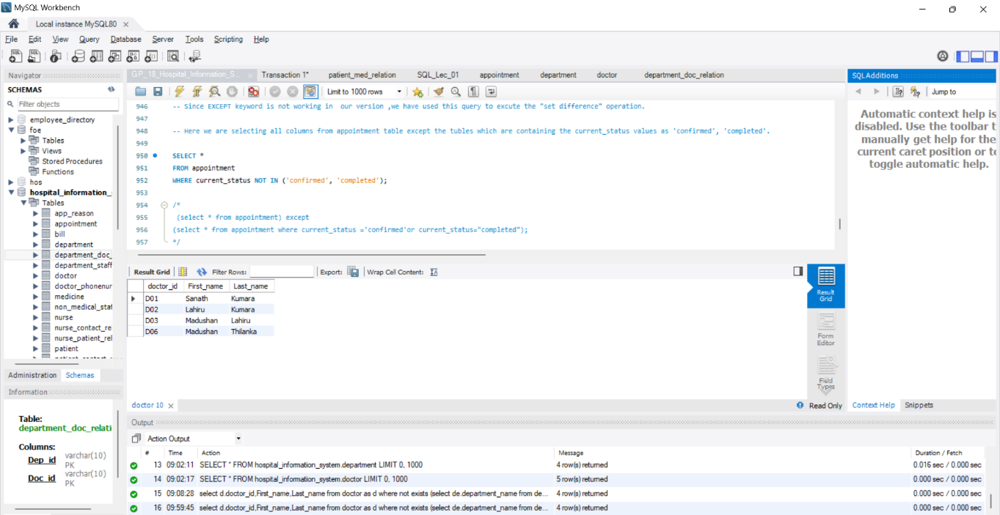 MySQL Workbench
Local instance MySQL80
File Edit View Query Database Server Tools Scripting Help
Navigator
SCHEMAS
Filter objects
employee_directory
foe
Tables
Views
Stored Procedures
Functions
hos
hospital_information_
Tables
app_reason
appointment
bill
department
department_doc_
department_staff
doctor
doctor_phonenur
medicine
non_medical_staf
nurse
nurse_contact_re
nurse_patient_rel
patient
Administration Schemas
Information
Table:
department_doc_relati
Columns:
Dep_id varchar(10) PK
Doc_id varchar(10) PK
G.P_18_Hospital_Information_S... Transaction 1* patient_med_relation SQL_Lec_01 appointment department doctor department_doc_relation
Limit to 1000 rows
946 -- Since EXCEPT keyword is not working in our version ,we have used this query to excute the "set difference" operation.
947
948 -- Here we are selecting all columns from appointment table except the tubles which are containing the current_status values as 'confirmed', 'completed'.
949
950 SELECT *
951 FROM appointment
952 WHERE current_status NOT IN ('confirmed', 'completed');
953
954 /*
955 (select * from appointment) except
956 (select * from appointment where current_status ='confirmed'or current_status="completed");
957 */
Result Grid Filter Rows: Export: Wrap Cell Content:
doctor_id First_name Last_name
D01 Sanath Kumara
D02 Lahiru Kumara
D03 Madushan Lahiru
D06 Madushan Thilanka
Result Grid
Form Editor
Field Types
doctor 10 Read Only
Output
Action Output
# Time Action Message Duration / Fetch
13 09:02:11 SELECT * FROM hospital_information_system.department LIMIT 0, 1000 4 row(s) returned 0.016 sec / 0.000 sec
14 09:02:17 SELECT * FROM hospital_information_system.doctor LIMIT 0, 1000 5 row(s) returned 0.000 sec / 0.000 sec
15 09:08:28 select d.doctor_id,First_name,Last_name from doctor as d where not exists (select de.department_name from de... 4 row(s) returned 0.000 sec / 0.000 sec
16 09:59:45 select d.doctor_id,First_name,Last_name from doctor as d where not exists (select de.department_name from de... 4 row(s) returned 0.000 sec / 0.000 sec
SQLAdditions
Jump to
Automatic context help is
disabled. Use the toolbar t
manually get help for the
current caret position or to
toggle automatic help.
Context Help Snippets